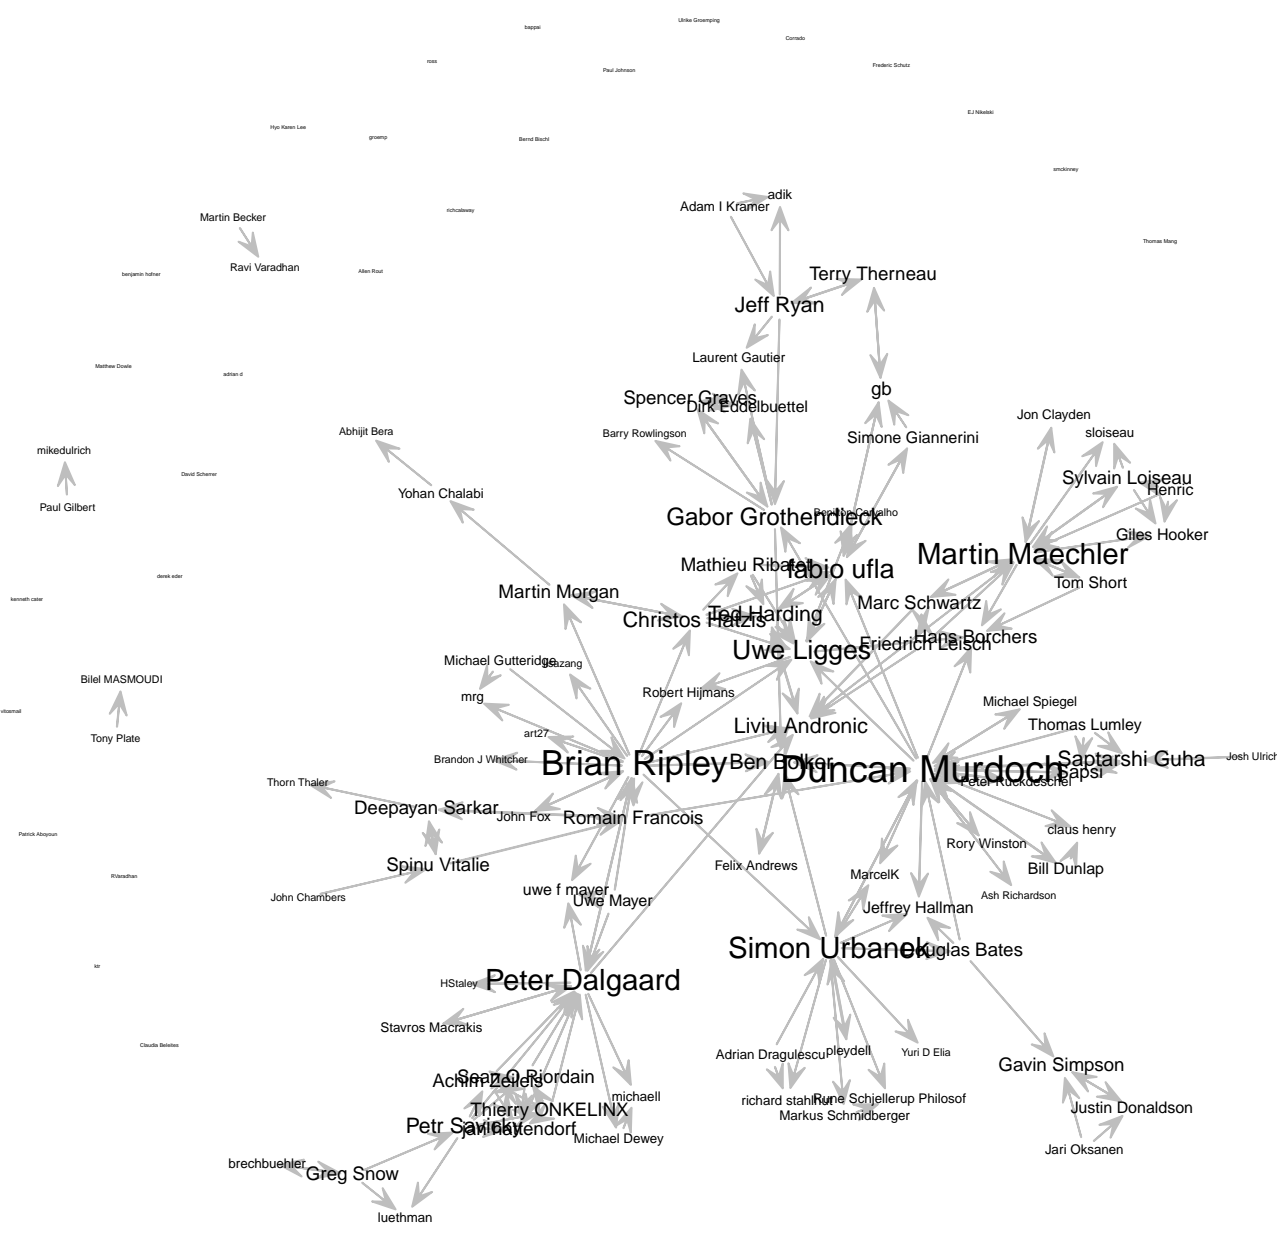 Ulrike Groemping
bappai
Corrado
ross
Frederic Schutz
Paul Johnson
EJ Nikelski
Hyo Karen Lee
groemp
Bernd Bischl
smckinney
adik
Adam I Kramer
richcalaway
Martin Becker
Thomas Mang
Ravi Varadhan
Allen Rout
benjamin hofner
Terry Therneau
Jeff Ryan
Laurent Gautier
Matthew Dowle
adrian d
gb
Spencer Graves
Dirk Eddelbuettel
Jon Clayden
Abhijit Bera
Barry Rowlingson
sloiseau
Simone Giannerini
mikedulrich
David Scherrer
Sylvain Loiseau
Henric
Yohan Chalabi
Paul Gilbert
Benilton Carvalho
Gabor Grothendieck
Giles Hooker
Martin Maechler
Mathieu Ribatet
fabio ufla
derek eder
Tom Short
Martin Morgan
kenneth cater
Marc Schwartz
Ted Harding
Christos Hatzis
Hans Borchers
Friedrich Leisch
Uwe Ligges
Michael Gutteridge
Bilel MASMOUDI
mrg
Robert Hijmans
Michael Spiegel
vitosmail
Thomas Lumley
Liviu Andronic
art27
Tony Plate
Josh Ulrich
Saptarshi Guha
Brandon J Whitcher
Brian Ripley
Ben Bolker
Duncan Murdoch
Sapsi
Peter Ruckdeschel
Thorn Thaler
Deepayan Sarkar
John Fox
Romain Francois
claus henry
Patrick Aboyoun
Rory Winston
Spinu Vitalie
Felix Andrews
Bill Dunlap
MarcelK
RVaradhan
uwe f mayer
Ash Richardson
John Chambers
Uwe Mayer
Jeffrey Hallman
Simon Urbanek
Douglas Bates
ktr
HStaley
Peter Dalgaard
Stavros Macrakis
Claudia Beleites
pleydell
Yuri D Elia
Adrian Dragulescu
Gavin Simpson
Sean O Riordain
Achim Zeileis
michaell
Rune Schjellerup Philosof
richard stahlhut
Justin Donaldson
Thierry ONKELINX
Markus Schmidberger
Petr Savicky
jan hattendorf
Michael Dewey
Jari Oksanen
brechbuehler
Greg Snow
luethman